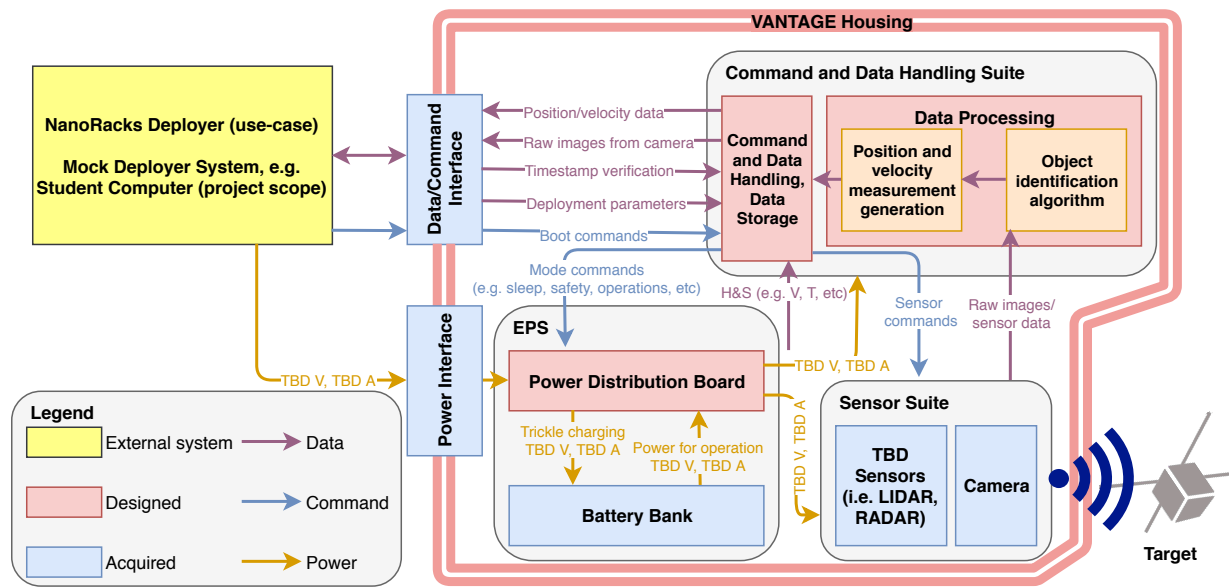 VANTAGE Housing
Command and Data Handling Suite
NanoRacks Deployer (use-case)
Mock Deployer System, e.g.
Student Computer (project scope)
Data/Command
Interface
Position/velocity data
Raw images from camera
Timestamp verification
Deployment parameters
Boot commands
Command
and Data
Handling,
Data
Storage
Data Processing
Position and
velocity
measurement
generation
Object
identification
algorithm
Mode commands
(e.g. sleep, safety, operations, etc)
H&S (e.g. V, T, etc)
Sensor
commands
Raw images/
sensor data
Power Interface
TBD V, TBD A
EPS
Power Distribution Board
TBD V, TBD A
TBD V, TBD A
Trickle charging
TBD V, TBD A
Power for operation
TBD V, TBD A
Battery Bank
Sensor Suite
TBD
Sensors
(i.e. LIDAR,
RADAR)
Camera
Target
Legend
External system
Data
Designed
Command
Acquired
Power